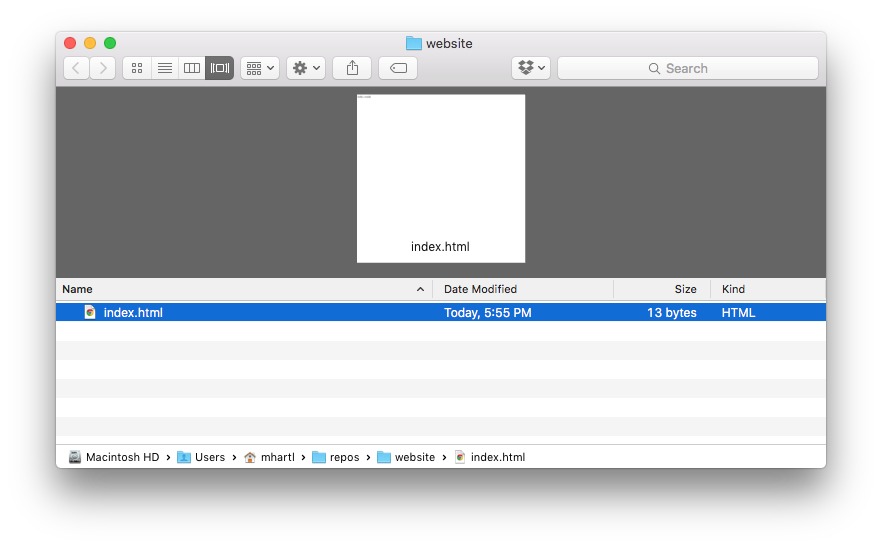 website
Search
index.html
Name Date Modified Size Kind
index.html Today, 5:55 PM 13 bytes HTML
Macintosh HD › Users › mhartl › repos › website › index.html